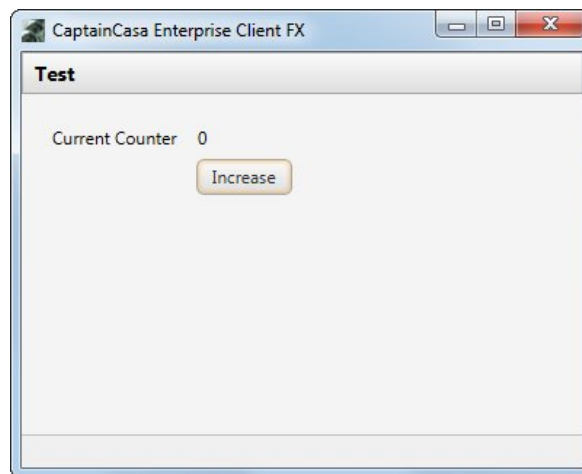 CaptainCasa Enterprise Client FX
Test
Current Counter 0
Increase